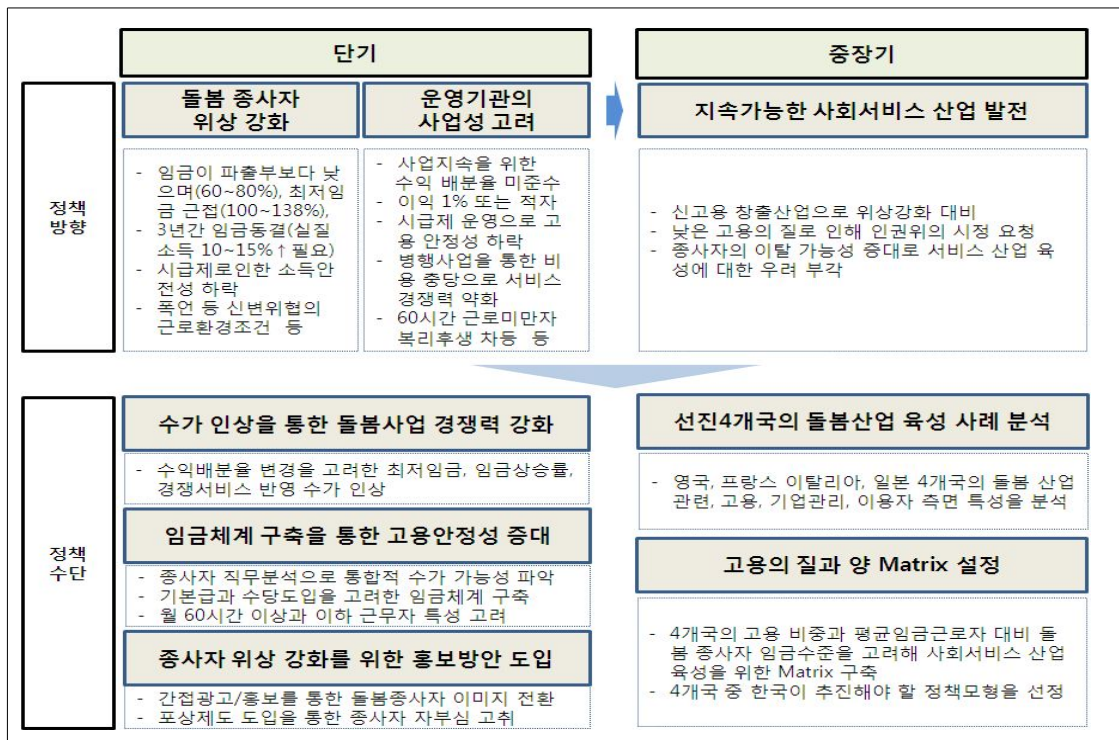 단기
중장기
정책
방향
돌봄 종사자
위상 강화
- 임금이 파출부보다 낮
으며(60~80%), 최저임
금 근접(100~138%),
- 3년간 임금동결(실질
소득 10~15%↑필요)
- 시급제로인한 소득안
전성 하락
- 폭언 등 신변위협의
근로환경조건 등
운영기관의
사업성 고려
- 사업지속을 위한
수익 배분율 미준수
- 이익 1% 또는 적자
- 시급제 운영으로 고
용 안정성 하락
- 병행사업을 통한 비
용 충당으로 서비스
경쟁력 약화
- 60시간 근로미만자
복리후생 차등 등
지속가능한 사회서비스 산업 발전
- 신고용 창출산업으로 위상강화 대비
- 낮은 고용의 질로 인해 인권위의 시정 요청
- 종사자의 이탈 가능성 증대로 서비스 산업 육
성에 대한 우려 부각
정책
수단
수가 인상을 통한 돌봄사업 경쟁력 강화
- 수익배분율 변경을 고려한 최저임금, 임금상승률,
경쟁서비스 반영 수가 인상
임금체계 구축을 통한 고용안정성 증대
- 종사자 직무분석으로 통합적 수가 가능성 파악
- 기본급과 수당도입을 고려한 임금체계 구축
- 월 60시간 이상과 이하 근무자 특성 고려
종사자 위상 강화를 위한 홍보방안 도입
- 간접광고/홍보를 통한 돌봄종사자 이미지 전환
- 포상제도 도입을 통한 종사자 자부심 고취
선진4개국의 돌봄산업 육성 사례 분석
- 영국, 프랑스 이탈리아, 일본 4개국의 돌봄 산업
관련, 고용, 기업관리, 이용자 측면 특성을 분석
고용의 질과 양 Matrix 설정
- 4개국의 고용 비중과 평균임금근로자 대비 돌
봄 종사자 임금수준을 고려해 사회서비스 산업
육성을 위한 Matrix 구축
- 4개국 중 한국이 추진해야 할 정책모형을 선정